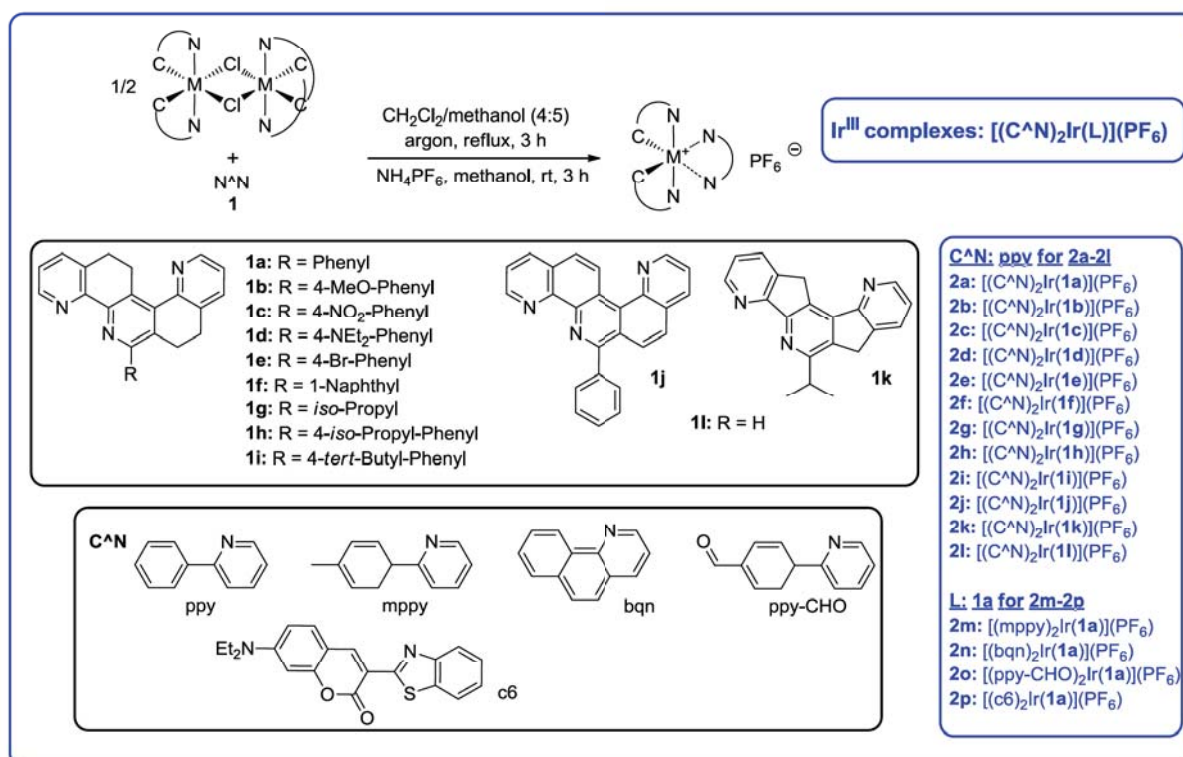 1/2
N
C
C
N
M
Cl
Cl
M
N
C
C
N
+
N^N
1
CH2Cl2/methanol (4:5)
argon, reflux, 3 h
NH4PF6, methanol, rt, 3 h
N
C
C
N
M+
N
N
PF6 ⊖
IrIII complexes: [(C^N)2Ir(L)](PF6)
N
N
N
R
1a: R = Phenyl
1b: R = 4-MeO-Phenyl
1c: R = 4-NO2-Phenyl
1d: R = 4-NEt2-Phenyl
1e: R = 4-Br-Phenyl
1f: R = 1-Naphthyl
1g: R = iso-Propyl
1h: R = 4-iso-Propyl-Phenyl
1i: R = 4-tert-Butyl-Phenyl
N
N
N
1j
N
N
N
1k
1l: R = H
C^N
N
ppy
N
mppy
N
bqn
O
N
ppy-CHO
Et2N
O
O
N
S
c6
C^N: ppy for 2a-2l
2a: [(C^N)2Ir(1a)](PF6)
2b: [(C^N)2Ir(1b)](PF6)
2c: [(C^N)2Ir(1c)](PF6)
2d: [(C^N)2Ir(1d)](PF6)
2e: [(C^N)2Ir(1e)](PF6)
2f: [(C^N)2Ir(1f)](PF6)
2g: [(C^N)2Ir(1g)](PF6)
2h: [(C^N)2Ir(1h)](PF6)
2i: [(C^N)2Ir(1i)](PF6)
2j: [(C^N)2Ir(1j)](PF6)
2k: [(C^N)2Ir(1k)](PF6)
2l: [(C^N)2Ir(1l)](PF6)
L: 1a for 2m-2p
2m: [(mppy)2Ir(1a)](PF6)
2n: [(bqn)2Ir(1a)](PF6)
2o: [(ppy-CHO)2Ir(1a)](PF6)
2p: [(c6)2Ir(1a)](PF6)